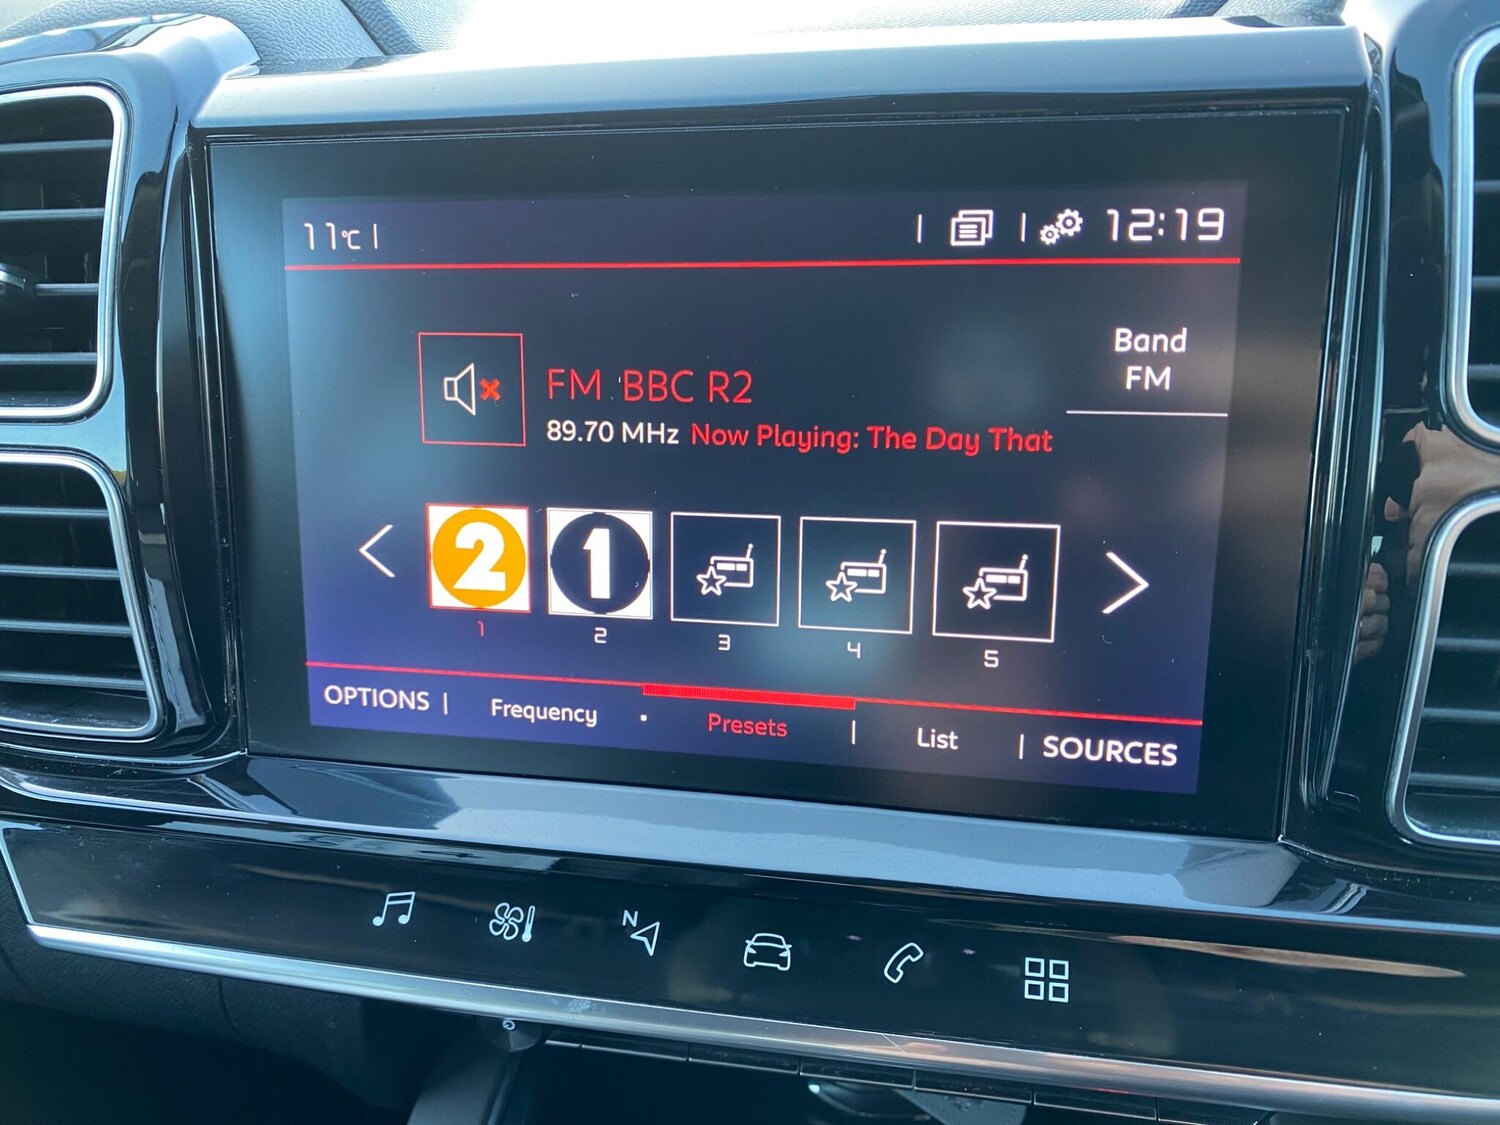 11°C
12:19
Band
FM
FM BBC R2
89.70 MHz Now Playing: The Day That
2
1
1
2
3
4
5
OPTIONS
Frequency
Presets
List
SOURCES
N